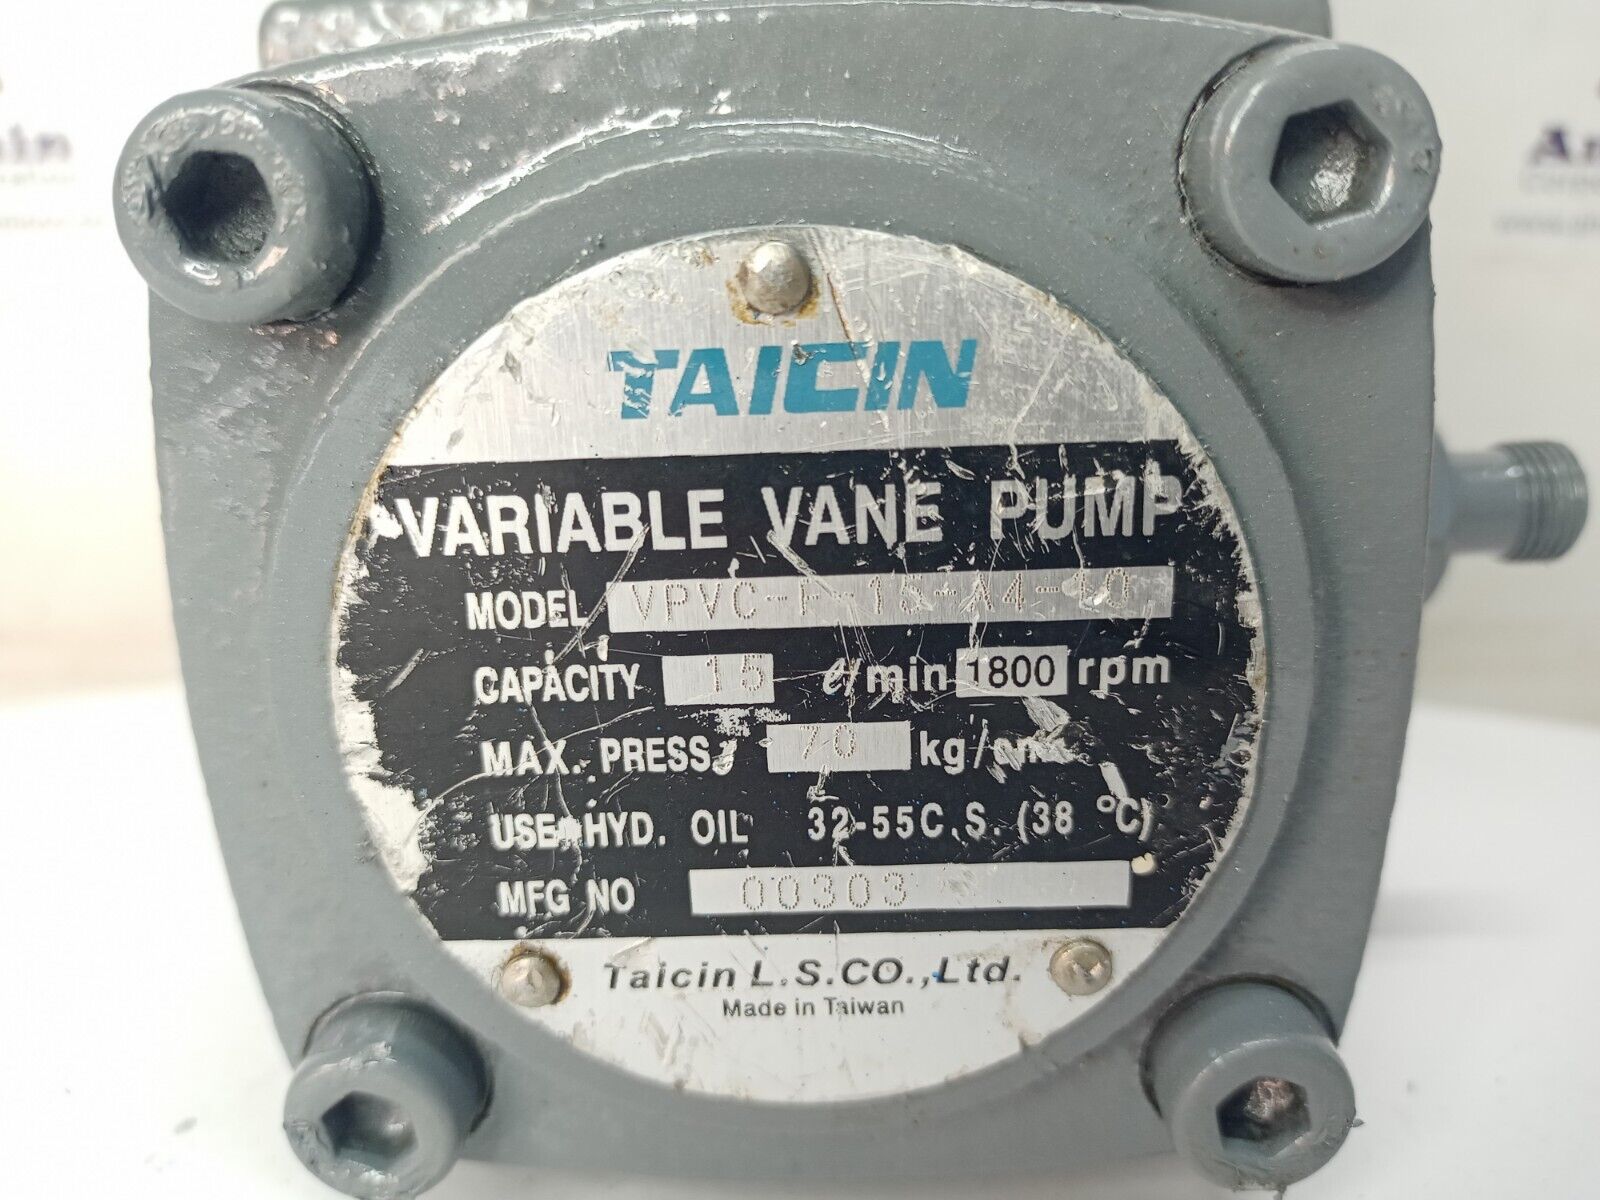 TAICIN
VARIABLE VANE PUMP
MODEL VPVC-F-15-A4-10
CAPACITY 15 ℓ/min 1800 rpm
MAX. PRESS. 70 kg/cm
USE HYD. OIL 32-55C.S. (38 °C)
MFG NO 00303
Taicin L.S.CO.,Ltd.
Made in Taiwan